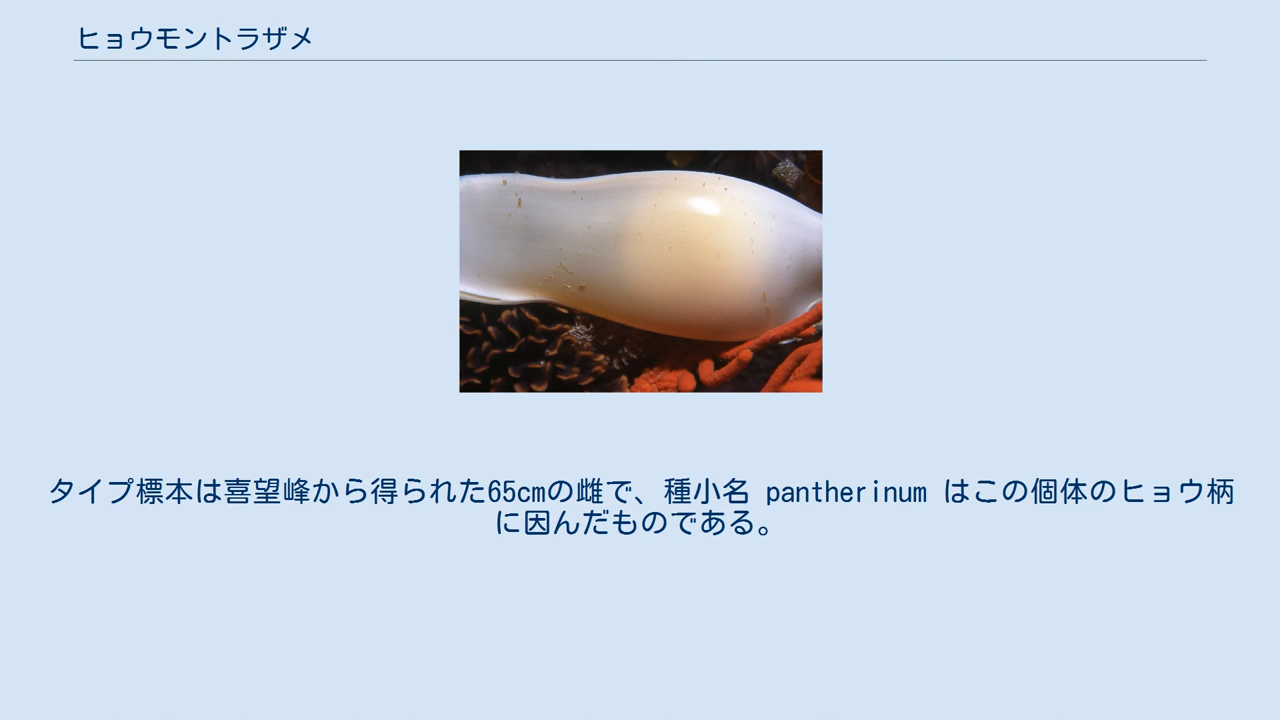 ヒョウモントラザメ
タイプ標本は喜望峰から得られた65cmの雌で、種小名 pantherinum はこの個体のヒョウ柄
に因んだものである。